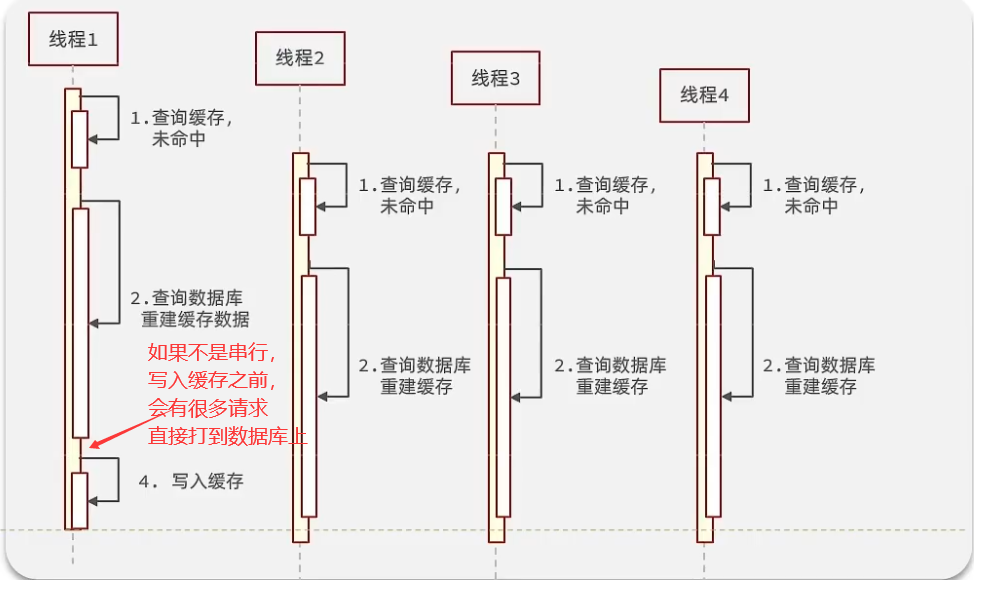 线程1
线程2
线程3
线程4
1.查询缓存，
未命中
1.查询缓存，
未命中
1.查询缓存，
未命中
1.查询缓存，
未命中
2.查询数据库
重建缓存数据
如果不是串行，
写入缓存之前，
会有很多请求
直接打到数据库上
2.查询数据库
重建缓存
2.查询数据库
重建缓存
2.查询数据库
重建缓存
4. 写入缓存